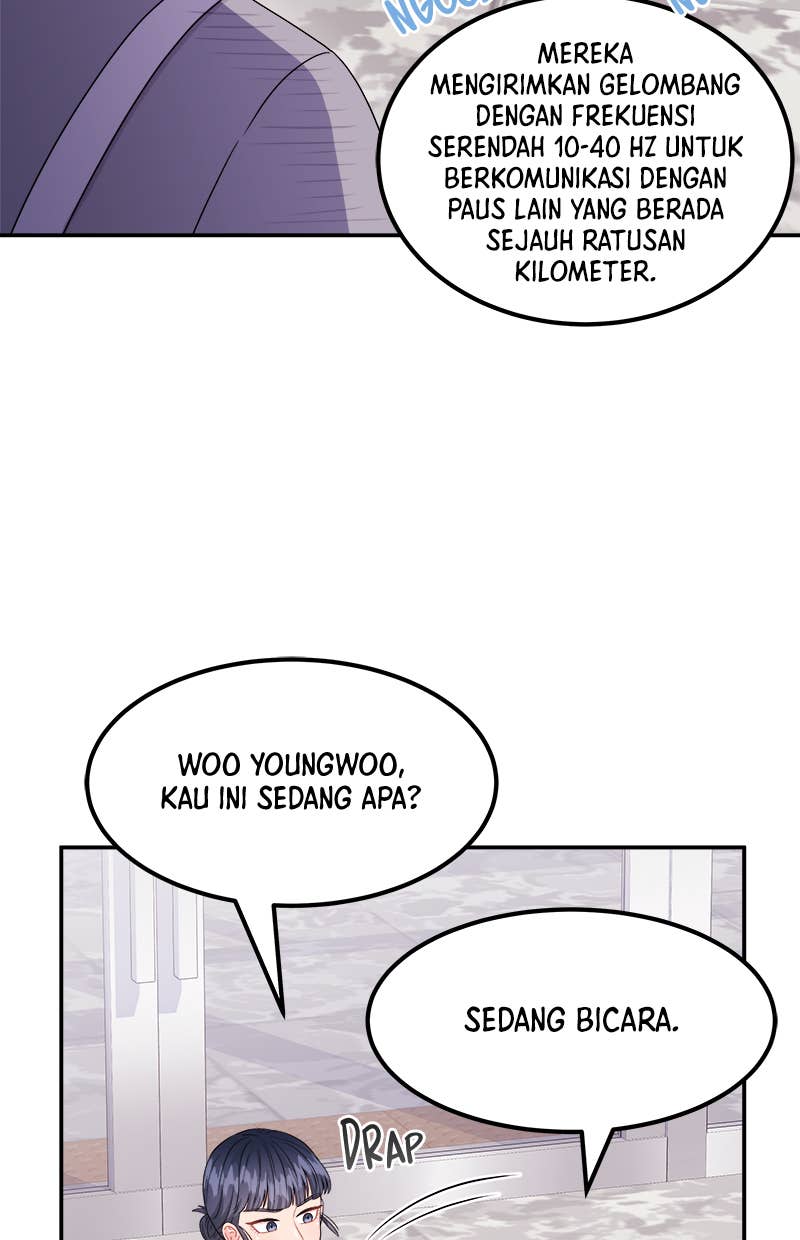 MEREKA
MENGIRIMKAN GELOMBANG
DENGAN FREKUENSI
SERENDAH 10-40 HZ UNTUK
BERKOMUNIKASI DENGAN
PAUS LAIN YANG BERADA
SEJAUH RATUSAN
KILOMETER.
WOO YOUNGWOO,
KAU INI SEDANG APA?
SEDANG BICARA.
DRAP